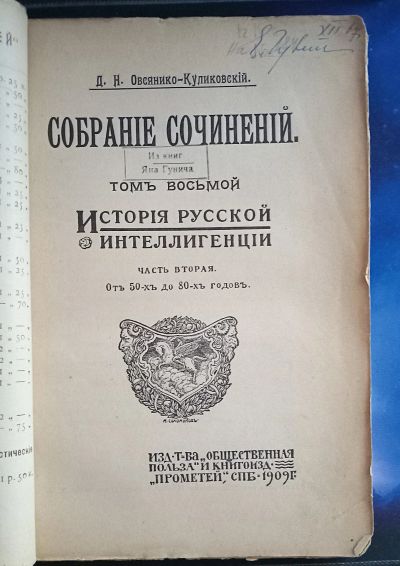 Д. Н. Овсянико-Куликовскій.
СОБРАНІЕ СОЧИНЕНІЙ.
Из книг
Яна Гунича
ТОМЪ ВОСЬМОЙ
ИСТОРІЯ РУССКОЙ
ИНТЕЛЛИГЕНЦІИ
ЧАСТЬ ВТОРАЯ.
Отъ 50-хъ до 80-хъ годовъ.
ИЗД. Т-ВА „ОБЩЕСТВЕННАЯ
ПОЛЬЗА" И КНИГОИЗД.
„ПРОМЕТЕЙ", СПБ·1909Г.